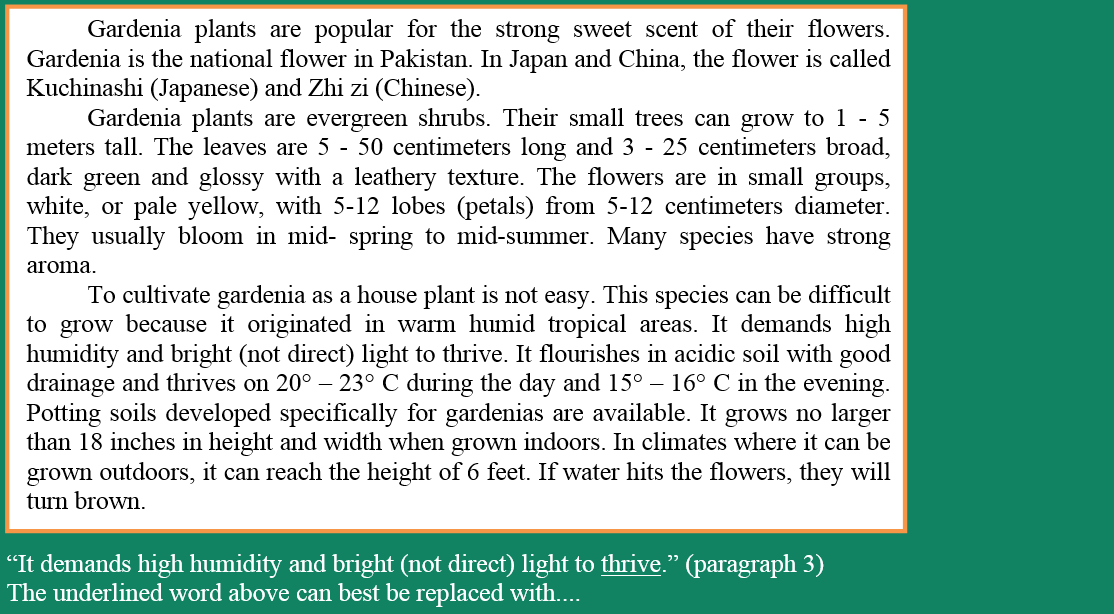 Gardenia plants are popular for the strong sweet scent of their flowers.
Gardenia is the national flower in Pakistan. In Japan and China, the flower is called
Kuchinashi (Japanese) and Zhi zi (Chinese).
Gardenia plants are evergreen shrubs. Their small trees can grow to 1 - 5
meters tall. The leaves are 5 - 50 centimeters long and 3 - 25 centimeters broad,
dark green and glossy with a leathery texture. The flowers are in small groups,
white, or pale yellow, with 5-12 lobes (petals) from 5-12 centimeters diameter.
They usually bloom in mid- spring to mid-summer. Many species have strong
aroma.
To cultivate gardenia as a house plant is not easy. This species can be difficult
to grow because it originated in warm humid tropical areas. It demands high
humidity and bright (not direct) light to thrive. It flourishes in acidic soil with good
drainage and thrives on 20° – 23° C during the day and 15° – 16° C in the evening.
Potting soils developed specifically for gardenias are available. It grows no larger
than 18 inches in height and width when grown indoors. In climates where it can be
grown outdoors, it can reach the height of 6 feet. If water hits the flowers, they will
turn brown.
“It demands high humidity and bright (not direct) light to thrive.” (paragraph 3)
The underlined word above can best be replaced with....